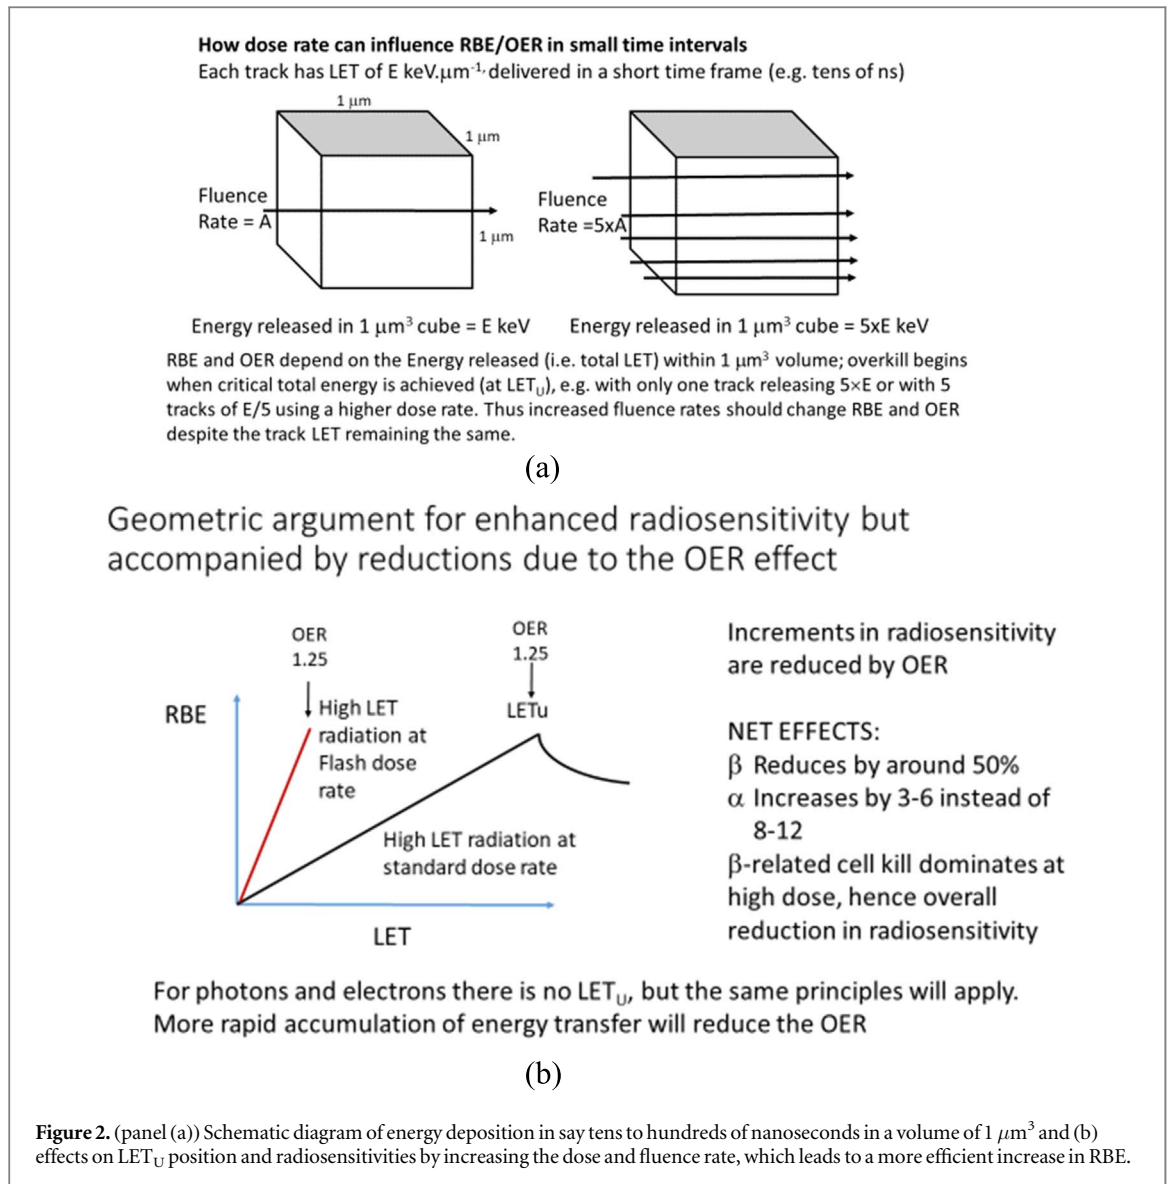 How dose rate can influence RBE/OER in small time intervals
Each track has LET of E keV.µm⁻¹, delivered in a short time frame (e.g. tens of ns)
1 µm
1 µm
Fluence
Rate = A
1 µm
Fluence
Rate =5xA
Energy released in 1 µm³ cube = E keV
Energy released in 1 µm³ cube = 5xE keV
RBE and OER depend on the Energy released (i.e. total LET) within 1 µm³ volume; overkill begins
when critical total energy is achieved (at LETU), e.g. with only one track releasing 5×E or with 5
tracks of E/5 using a higher dose rate. Thus increased fluence rates should change RBE and OER
despite the track LET remaining the same.
(a)
Geometric argument for enhanced radiosensitivity but
accompanied by reductions due to the OER effect
OER
1.25
OER
1.25
RBE
High LET
radiation at
Flash dose
rate
LETu
High LET radiation at
standard dose rate
LET
Increments in radiosensitivity
are reduced by OER
NET EFFECTS:
β Reduces by around 50%
α Increases by 3-6 instead of
8-12
β-related cell kill dominates at
high dose, hence overall
reduction in radiosensitivity
For photons and electrons there is no LETU, but the same principles will apply.
More rapid accumulation of energy transfer will reduce the OER
(b)
Figure 2. (panel (a)) Schematic diagram of energy deposition in say tens to hundreds of nanoseconds in a volume of 1 µm³ and (b)
effects on LETU position and radiosensitivities by increasing the dose and fluence rate, which leads to a more efficient increase in RBE.